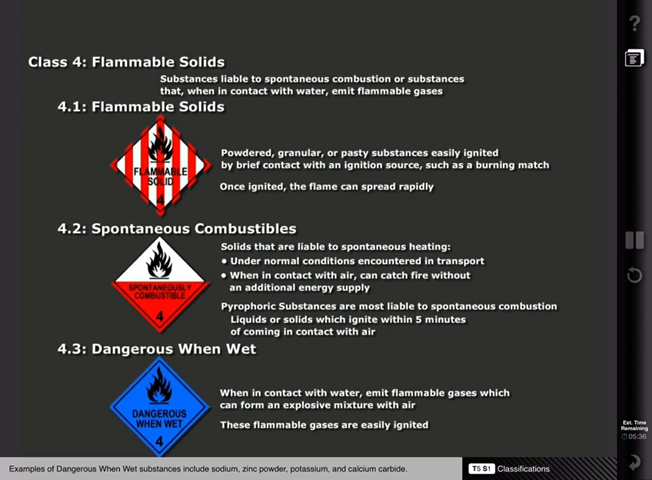 Class 4: Flammable Solids
Substances liable to spontaneous combustion or substances
that, when in contact with water, emit flammable gases
4.1: Flammable Solids
FLAMMABLE
SOLID
4
Powdered, granular, or pasty substances easily ignited
by brief contact with an ignition source, such as a burning match
Once ignited, the flame can spread rapidly
4.2: Spontaneous Combustibles
SPONTANEOUSLY
COMBUSTIBLE
4
Solids that are liable to spontaneous heating:
• Under normal conditions encountered in transport
• When in contact with air, can catch fire without
an additional energy supply
Pyrophoric Substances are most liable to spontaneous combustion
Liquids or solids which ignite within 5 minutes
of coming in contact with air
4.3: Dangerous When Wet
DANGEROUS
WHEN WET
4
When in contact with water, emit flammable gases which
can form an explosive mixture with air
These flammable gases are easily ignited
?
Est. Time
Remaining
05:36
Examples of Dangerous When Wet substances include sodium, zinc powder, potassium, and calcium carbide.
T5 S1 Classifications